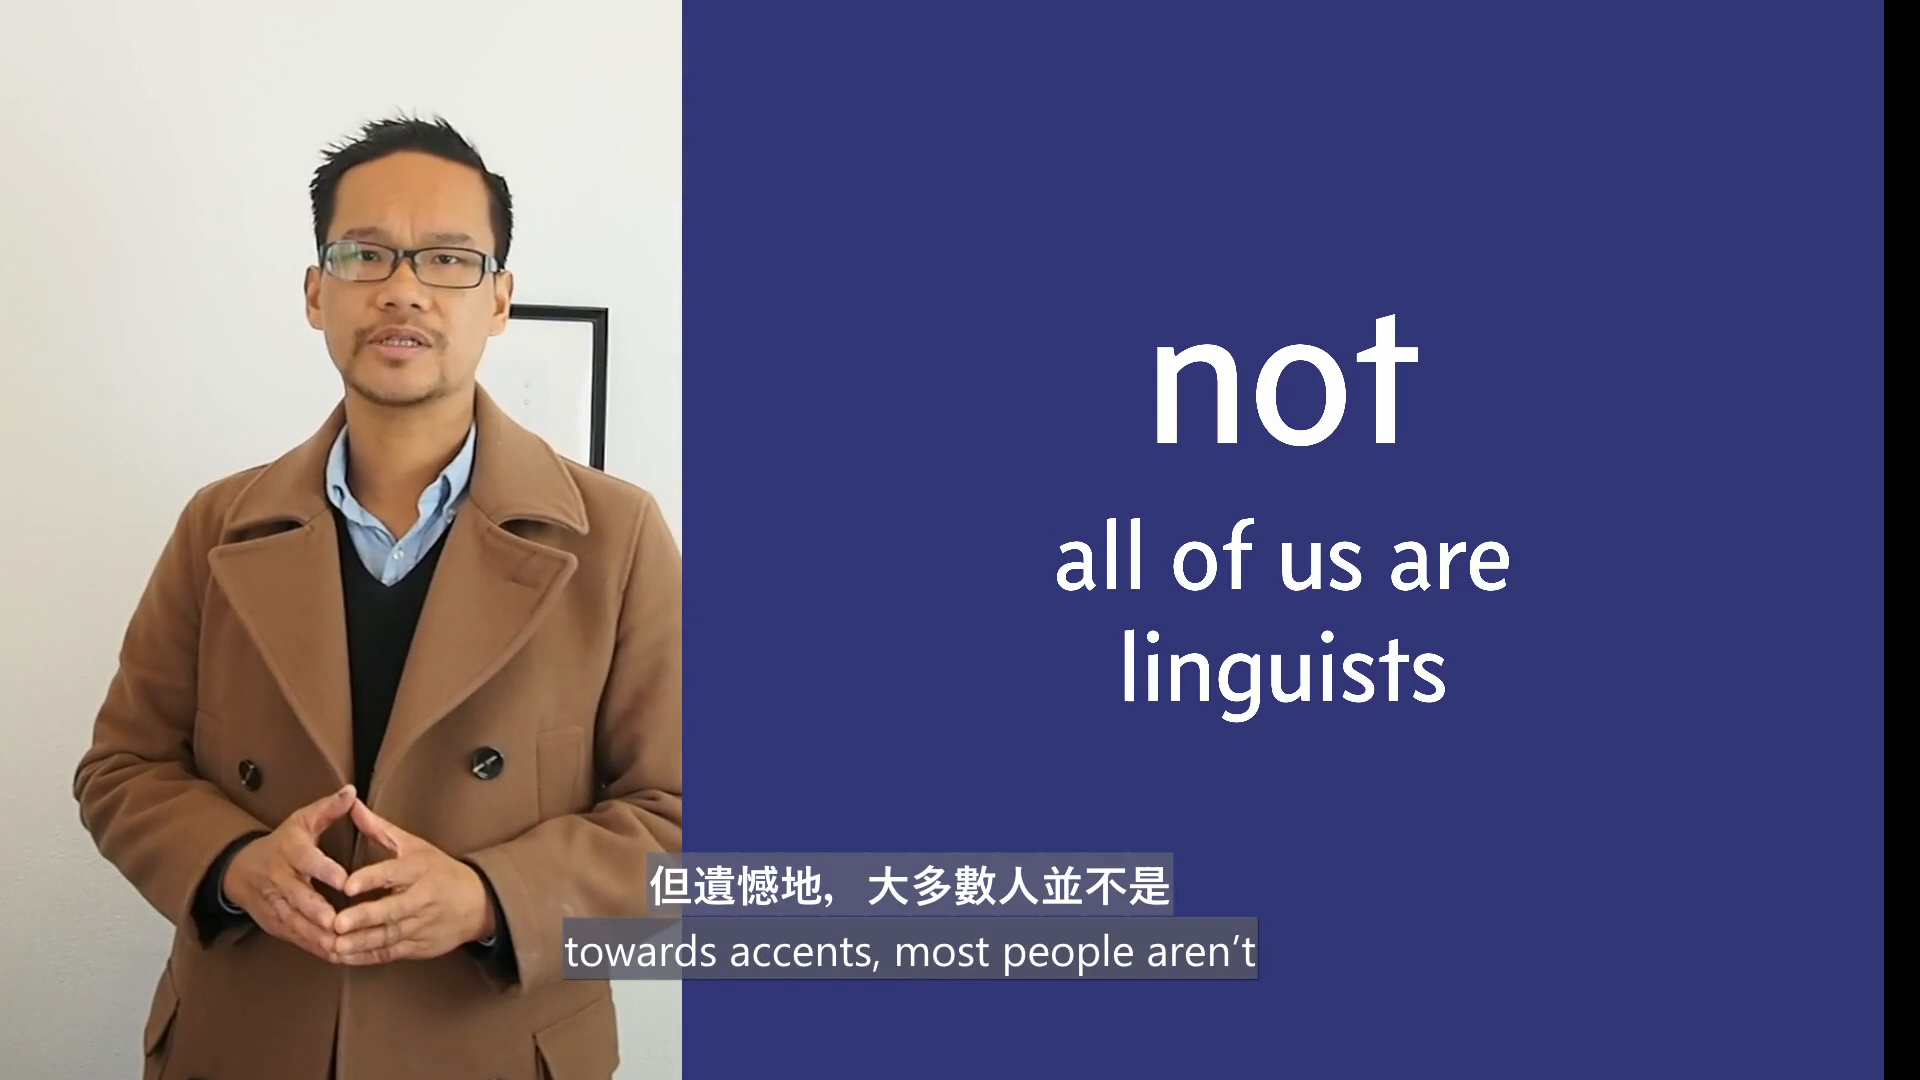 not
all of us are
linguists
但遺憾地，大多數人並不是
towards accents, most people aren’t